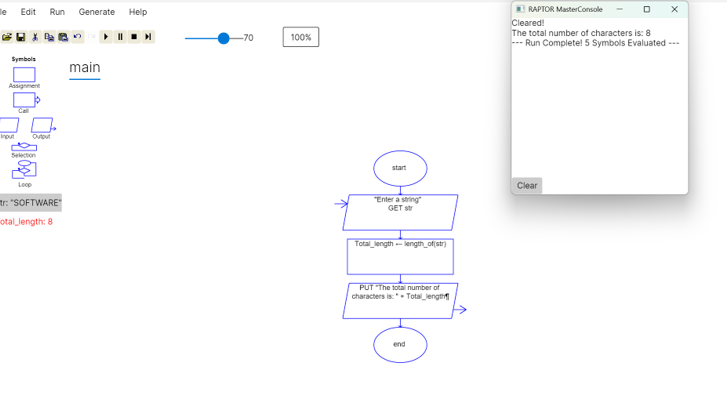 le Edit Run Generate Help
70
100%
Symbols
Assignment
Call
Input Output
Selection
Loop
tr: "SOFTWARE"
otal_length: 8
main
start
"Enter a string"
GET str
Total_length ← length_of(str)
PUT "The total number of
characters is: " + Total_length¶
end
RAPTOR MasterConsole
Cleared!
The total number of characters is: 8
--- Run Complete! 5 Symbols Evaluated ---
Clear